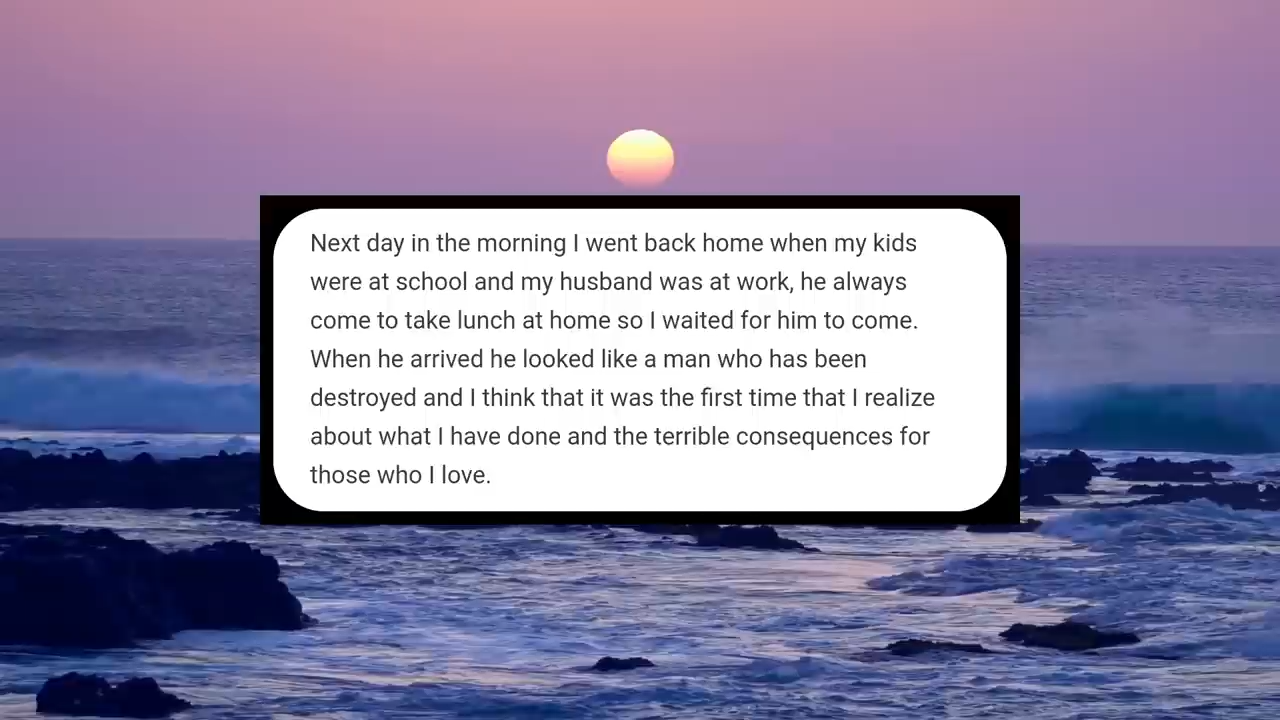 Next day in the morning I went back home when my kids
were at school and my husband was at work, he always
come to take lunch at home so I waited for him to come.
When he arrived he looked like a man who has been
destroyed and I think that it was the first time that I realize
about what I have done and the terrible consequences for
those who I love.